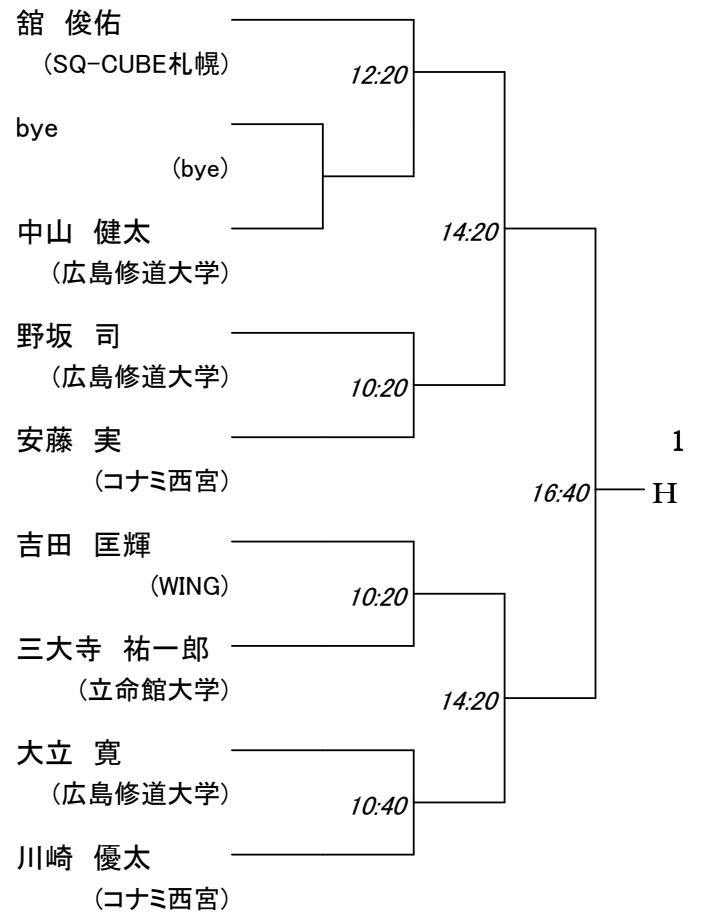 舘　俊佑
(SQ-CUBE札幌)
12:20
bye
(bye)
中山　健太
14:20
(広島修道大学)
野坂　司
(広島修道大学)
10:20
安藤　実
1
(コナミ西宮)
16:40
H
吉田　匡輝
(WING)
10:20
三大寺　祐一郎
(立命館大学)
14:20
大立　寛
(広島修道大学)
10:40
川崎　優太
(コナミ西宮)